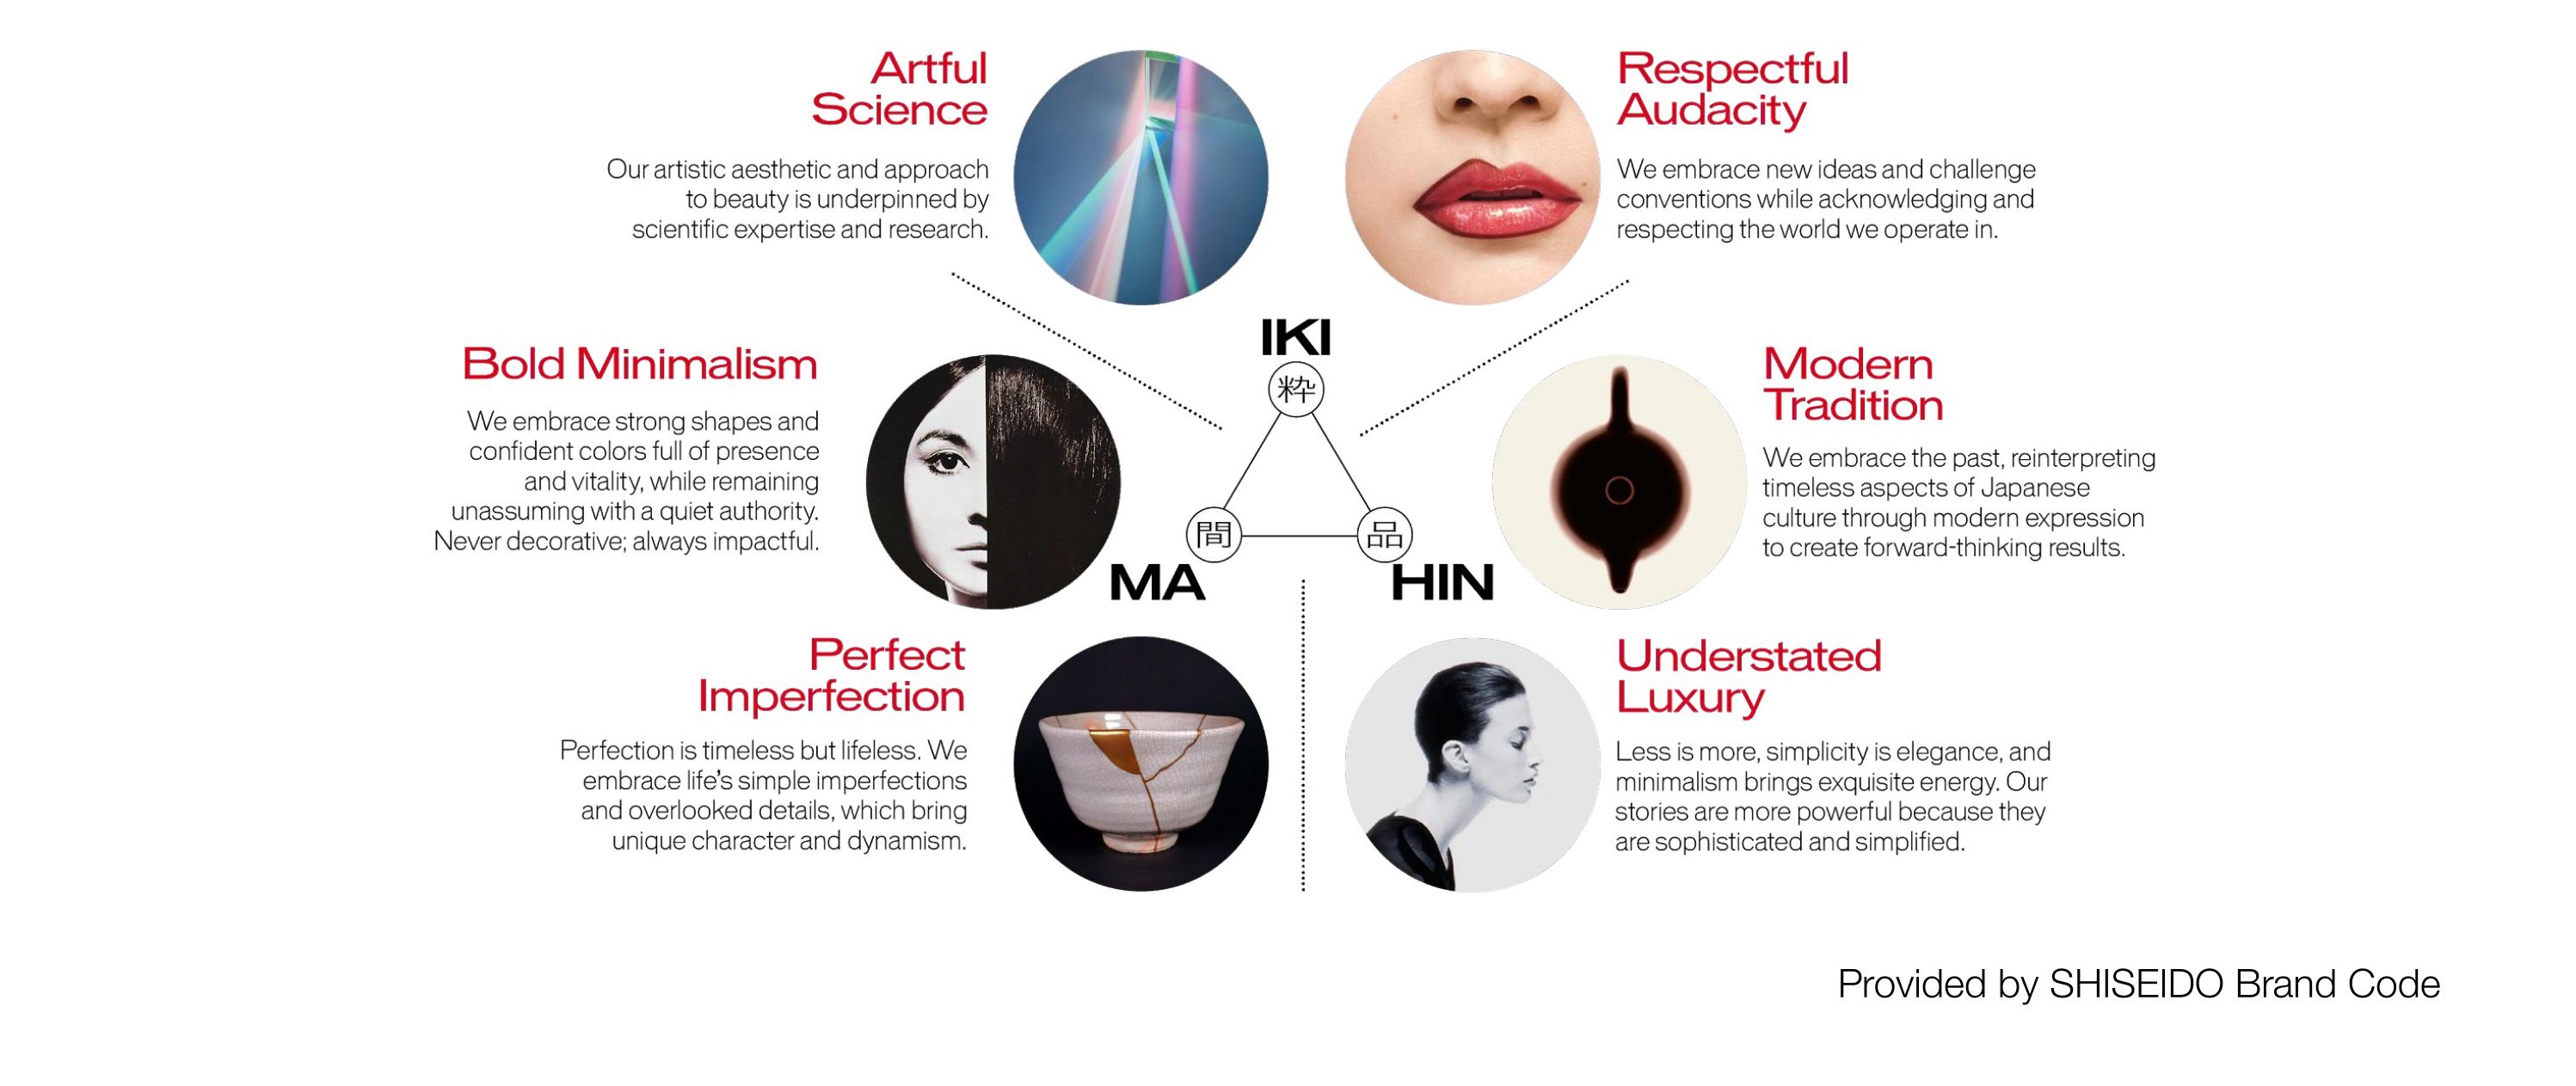 Artful
Science
Our artistic aesthetic and approach
to beauty is underpinned by
scientific expertise and research.
Respectful
Audacity
We embrace new ideas and challenge
conventions while acknowledging and
respecting the world we operate in.
IKI
粋
間
品
MA
HIN
Bold Minimalism
We embrace strong shapes and
confident colors full of presence
and vitality, while remaining
unassuming with a quiet authority.
Never decorative; always impactful.
Modern
Tradition
We embrace the past, reinterpreting
timeless aspects of Japanese
culture through modern expression
to create forward-thinking results.
Perfect
Imperfection
Perfection is timeless but lifeless. We
embrace life's simple imperfections
and overlooked details, which bring
unique character and dynamism.
Understated
Luxury
Less is more, simplicity is elegance, and
minimalism brings exquisite energy. Our
stories are more powerful because they
are sophisticated and simplified.
Provided by SHISEIDO Brand Code